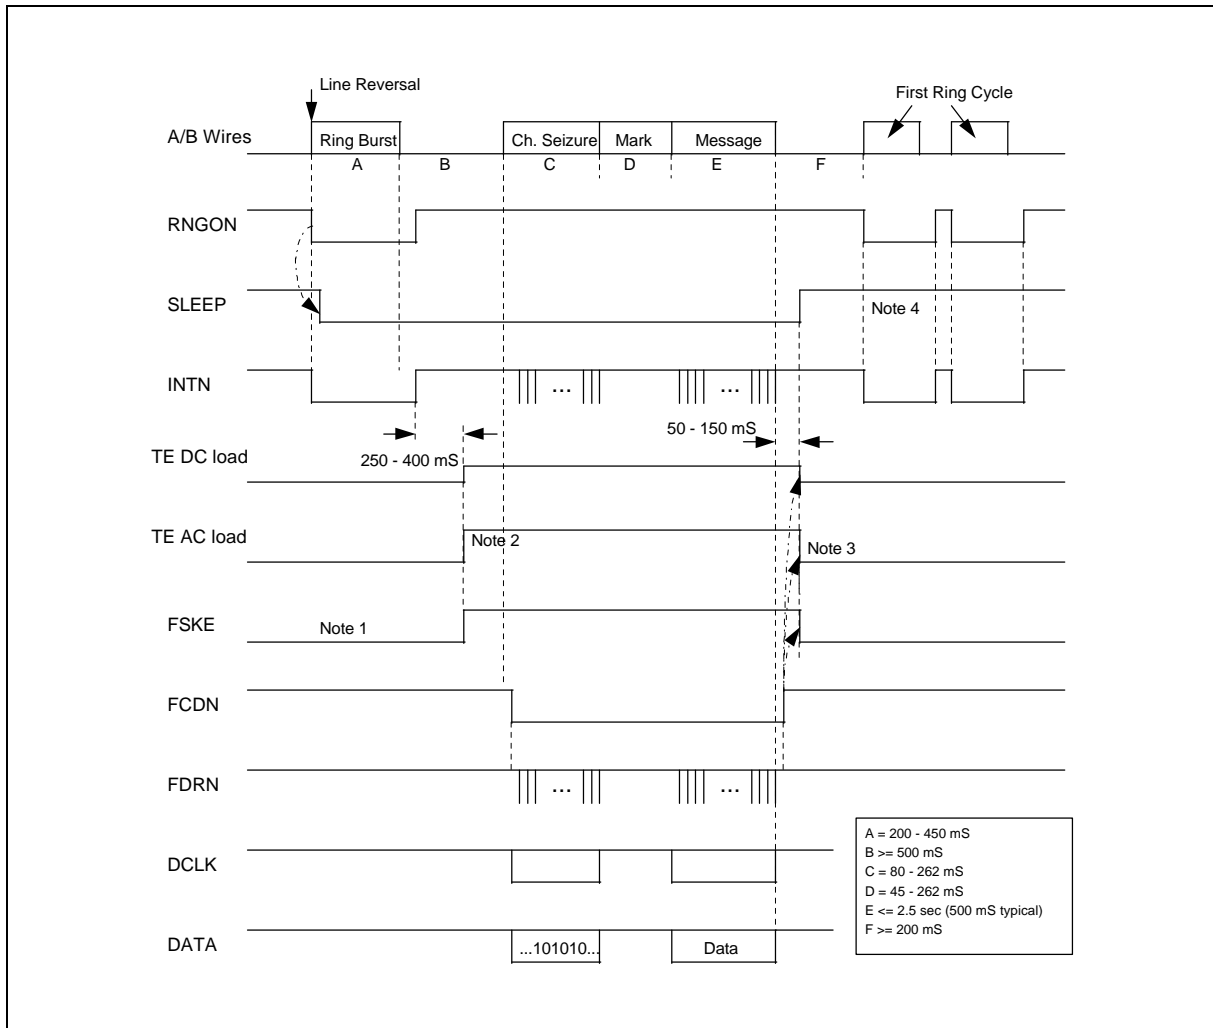 Line Reversal
First Ring Cycle
A/B Wires
Ring Burst
Ch. Seizure
Mark
Message
A
B
C
D
E
F
RNGON
SLEEP
Note 4
INTN
...
...
50 - 150 mS
250 - 400 mS
TE DC load
TE AC load
Note 2
Note 3
FSKE
Note 1
FCDN
FDRN
...
...
DCLK
DATA
...101010...
Data
A = 200 - 450 mS
B >= 500 mS
C = 80 - 262 mS
D = 45 - 262 mS
E <= 2.5 sec (500 mS typical)
F >= 200 mS